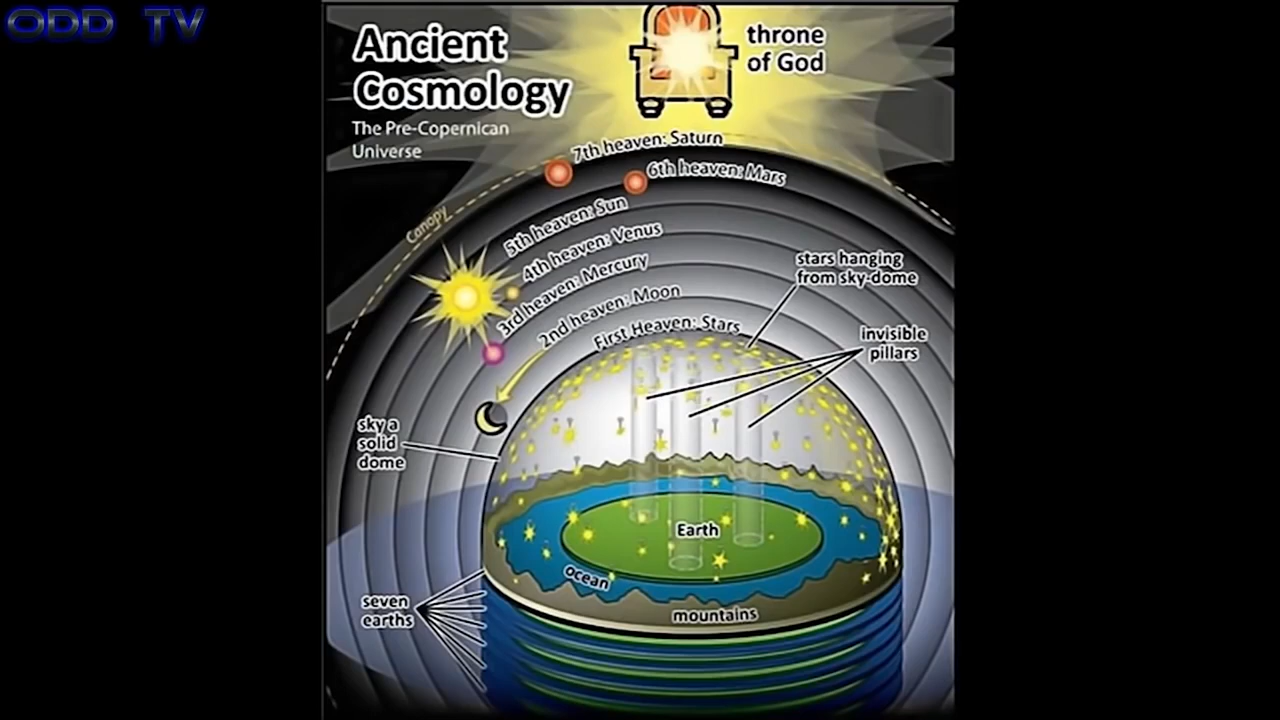 ODD TV
Ancient
Cosmology
The Pre-Copernican
Universe
throne
of God
7th heaven: Saturn
6th heaven: Mars
Canopy
5th heaven: Sun
4th heaven: Venus
3rd heaven: Mercury
2nd heaven: Moon
First Heaven: Stars
stars hanging
from sky-dome
invisible
pillars
sky a
solid
dome
Earth
ocean
mountains
seven
earths